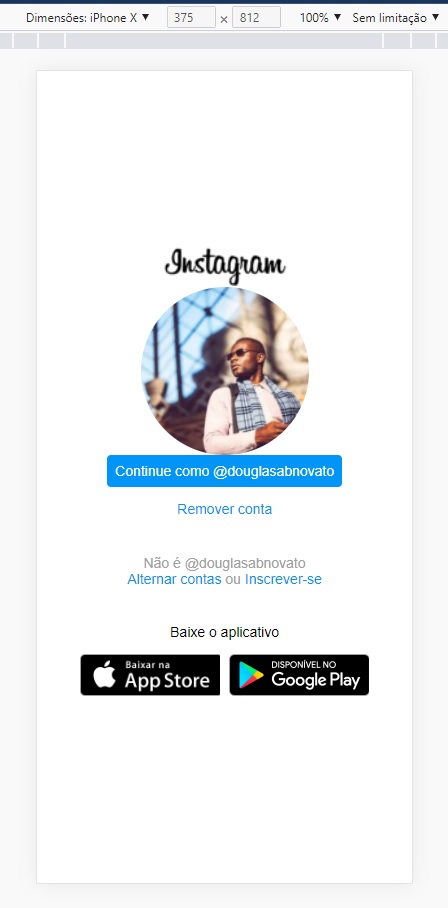 Dimensões: iPhone X ▼ 375 × 812 100% ▼ Sem limitação ▼
Instagram
Continue como @douglasabnovato
Remover conta
Não é @douglasabnovato
Alternar contas ou Inscrever-se
Baixe o aplicativo
Baixar na
App Store
DISPONÍVEL NO
Google Play